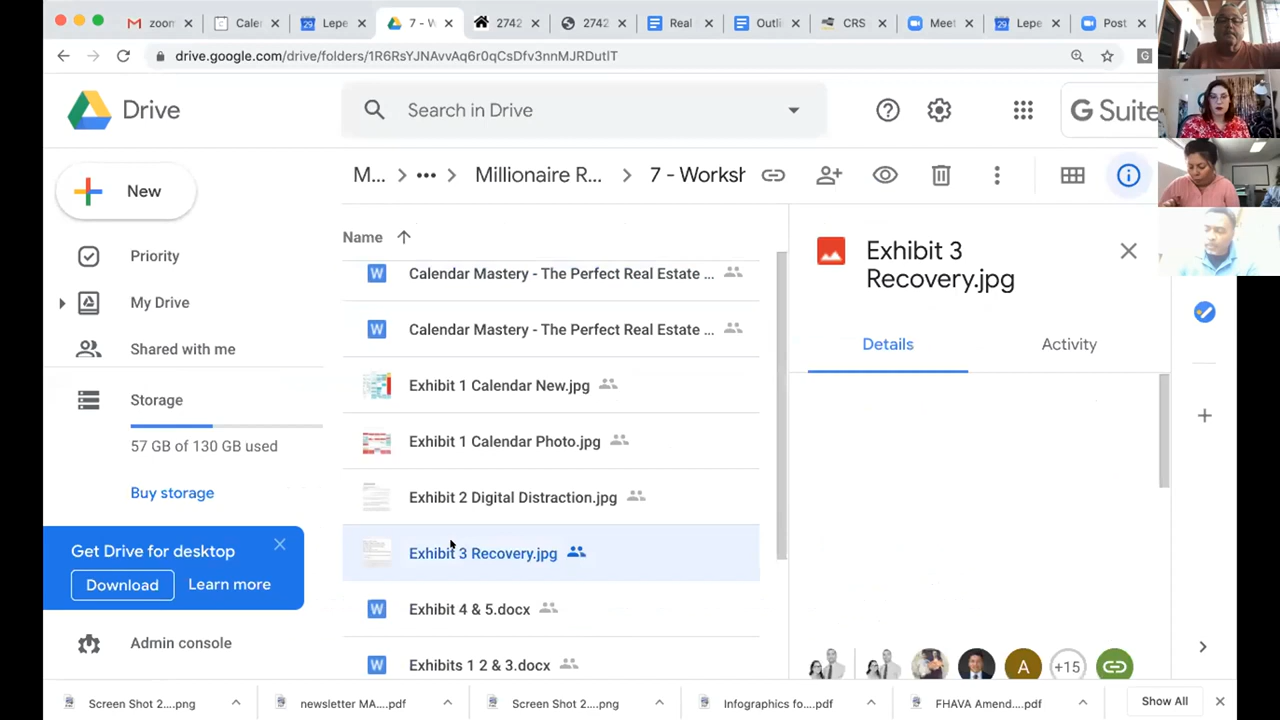 zoom
Caler
Lepe
7 - W
2742
2742
Real
Outli
CRS
Meet
Lepe
Post
drive.google.com/drive/folders/1R6RsYJNAvvAq6r0qCsDfv3nnMJRDutlT
G
Drive
Search in Drive
G Suite
New
M...
Millionaire R...
7 - Worksh
Priority
My Drive
Shared with me
Storage
57 GB of 130 GB used
Buy storage
Get Drive for desktop
Download
Learn more
Admin console
Name
Calendar Mastery - The Perfect Real Estate ...
Calendar Mastery - The Perfect Real Estate ...
Exhibit 1 Calendar New.jpg
Exhibit 1 Calendar Photo.jpg
Exhibit 2 Digital Distraction.jpg
Exhibit 3 Recovery.jpg
Exhibit 4 & 5.docx
Exhibits 1 2 & 3.docx
Exhibit 3
Recovery.jpg
Details
Activity
A
+15
Screen Shot 2....png
newsletter MA....pdf
Screen Shot 2....png
Infographics fo....pdf
FHAVA Amend....pdf
Show All